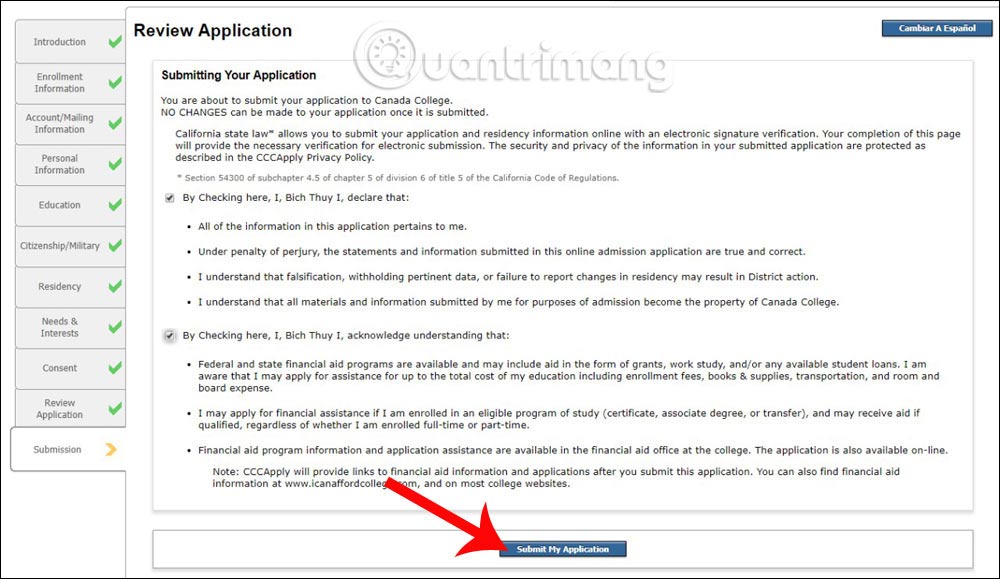 Review Application
Cambiar A Español
Quantrimang
Introduction
Enrollment
Information
Account/Mailing
Information
Personal
Information
Education
Citizenship/Military
Residency
Needs &
Interests
Consent
Review
Application
Submission
Submitting Your Application
You are about to submit your application to Canada College.
NO CHANGES can be made to your application once it is submitted.
California state law* allows you to submit your application and residency information online with an electronic signature verification. Your completion of this page
will provide the necessary verification for electronic submission. The security and privacy of the information in your submitted application are protected as
described in the CCCApply Privacy Policy.
* Section 54300 of subchapter 4.5 of chapter 5 of division 6 of title 5 of the California Code of Regulations.
By Checking here, I, Bich Thuy I, declare that:
• All of the information in this application pertains to me.
• Under penalty of perjury, the statements and information submitted in this online admission application are true and correct.
• I understand that falsification, withholding pertinent data, or failure to report changes in residency may result in District action.
• I understand that all materials and information submitted by me for purposes of admission become the property of Canada College.
By Checking here, I, Bich Thuy I, acknowledge understanding that:
• Federal and state financial aid programs are available and may include aid in the form of grants, work study, and/or any available student loans. I am
aware that I may apply for assistance for up to the total cost of my education including enrollment fees, books & supplies, transportation, and room and
board expense.
• I may apply for financial assistance if I am enrolled in an eligible program of study (certificate, associate degree, or transfer), and may receive aid if
qualified, regardless of whether I am enrolled full-time or part-time.
• Financial aid program information and application assistance are available in the financial aid office at the college. The application is also available on-line.
Note: CCCApply will provide links to financial aid information and applications after you submit this application. You can also find financial aid
information at www.icanaffordcollege.com, and on most college websites.
Submit My Application